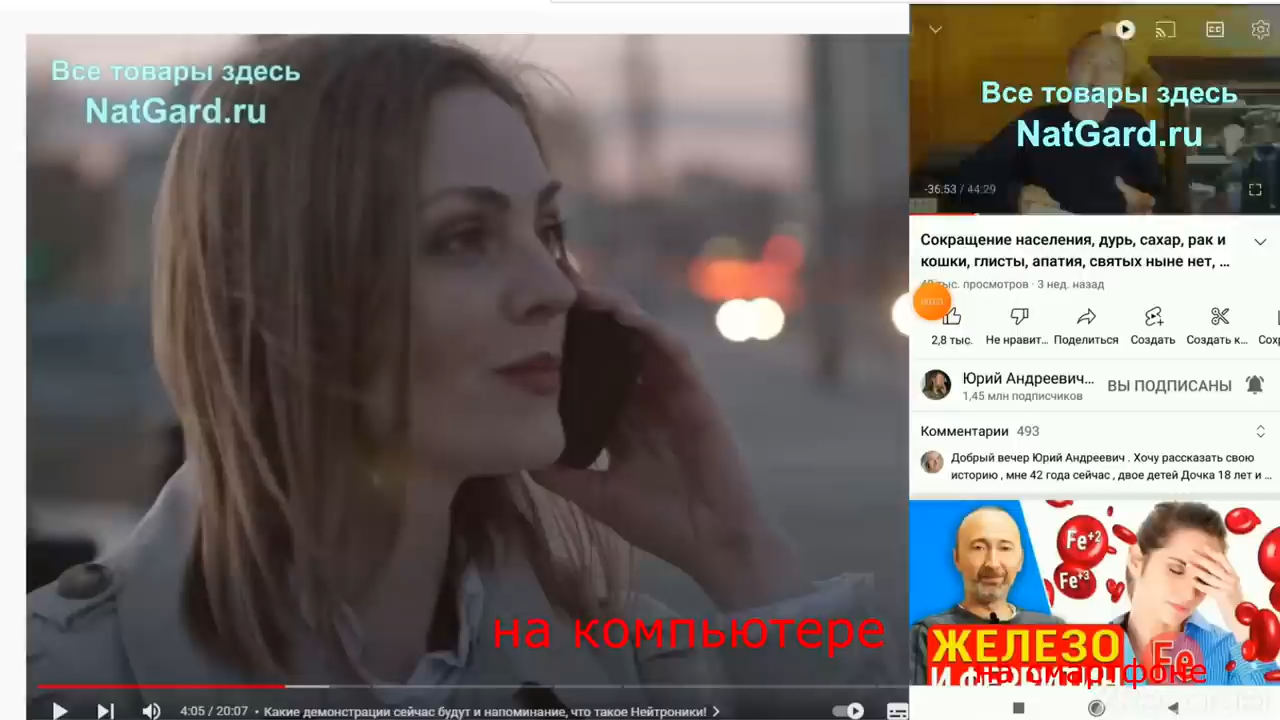 Все товары здесь
NatGard.ru
на компьютере
4:05 / 20:07 • Какие демонстрации сейчас будут и напоминание, что такое Нейтроники!
Все товары здесь
NatGard.ru
-36:53 / 44:29
Сокращение населения, дурь, сахар, рак и
кошки, глисты, апатия, святых ныне нет, ...
тыс. просмотров · 3 нед. назад
2,8 тыс. Не нравит... Поделиться Создать Создать к... Сох
Юрий Андреевич...
1,45 млн подписчиков
ВЫ ПОДПИСАНЫ
Комментарии 493
Добрый вечер Юрий Андреевич . Хочу рассказать свою
историю , мне 42 года сейчас , двое детей Дочка 18 лет и ...
Fe+2
Fe+3
ЖЕЛЕЗО
Fe
на смартфоне